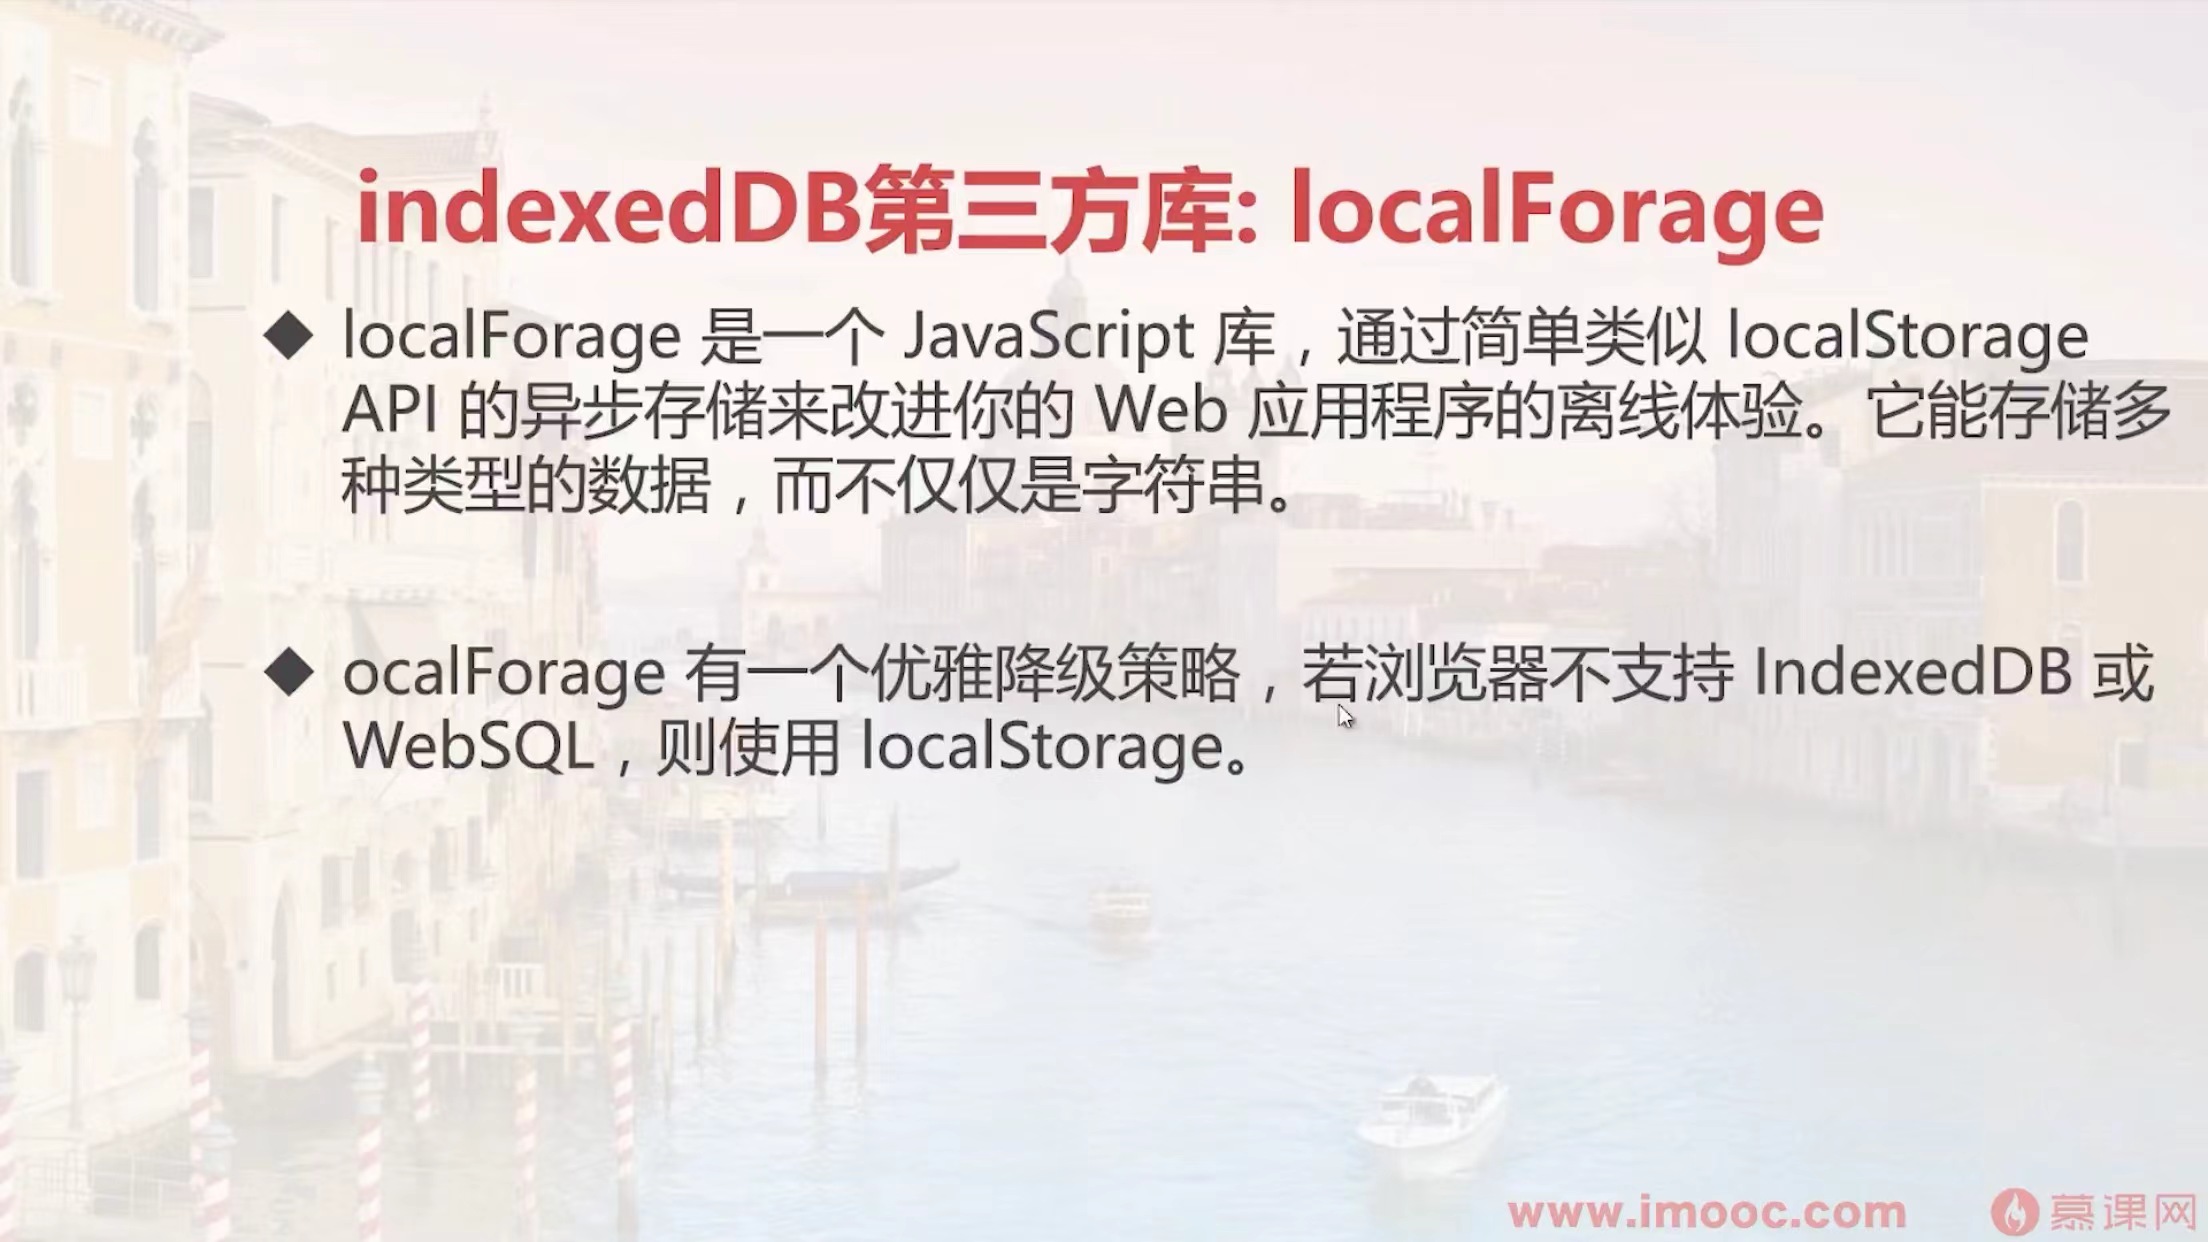 indexedDB第三方库: localForage
◆ localForage 是一个 JavaScript 库，通过简单类似 localStorage
API 的异步存储来改进你的 Web 应用程序的离线体验。它能存储多
种类型的数据，而不仅仅是字符串。
◆ ocalForage 有一个优雅降级策略，若浏览器不支持 IndexedDB 或
WebSQL，则使用 localStorage。
www.imooc.com 慕课网